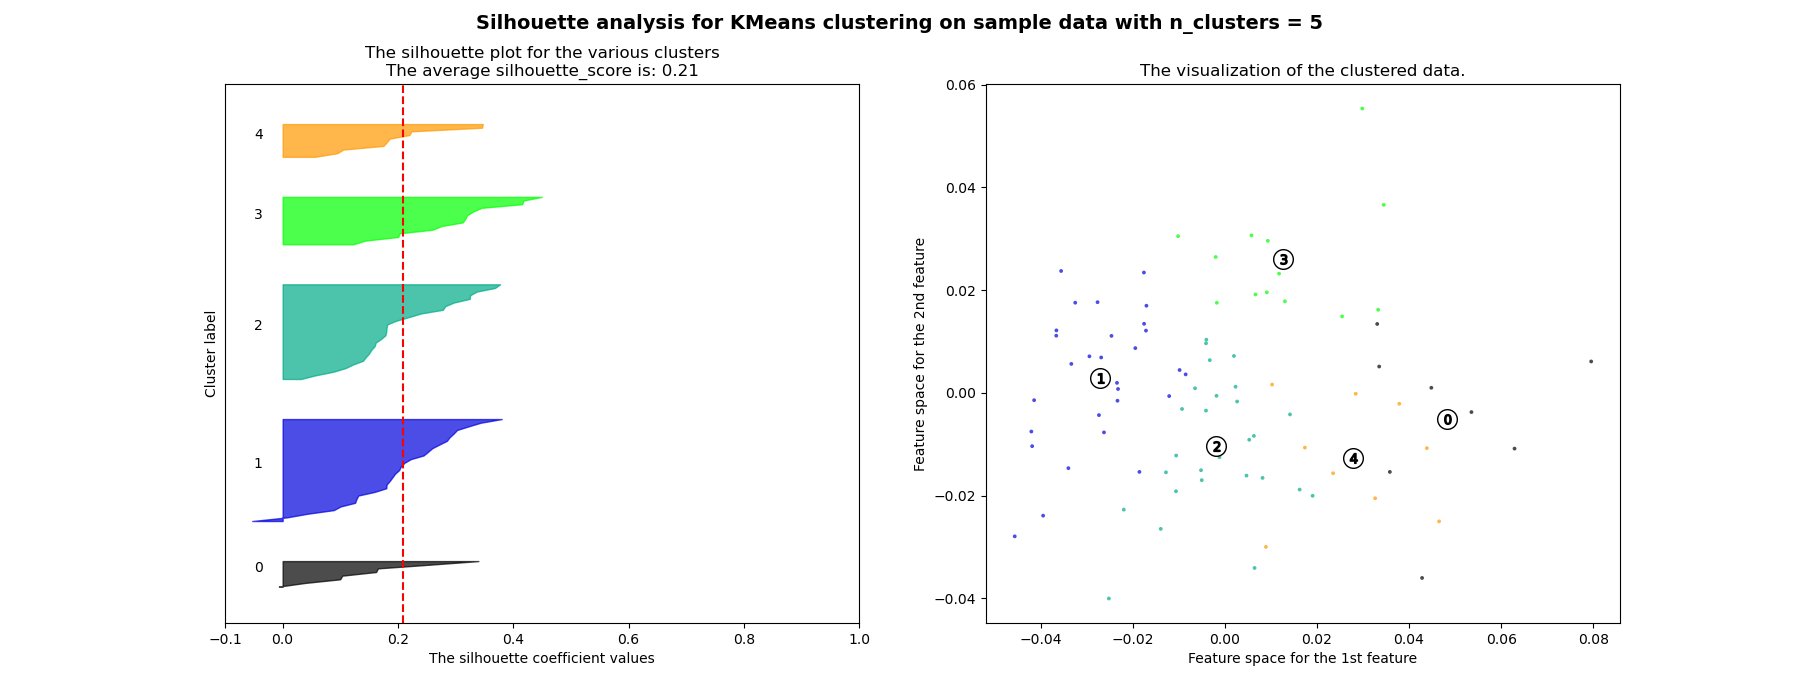 Silhouette analysis for KMeans clustering on sample data with n_clusters = 5
The silhouette plot for the various clusters
The average silhouette_score is: 0.21
4
3
2
1
0
Cluster label
−0.1 0.0 0.2 0.4 0.6 0.8 1.0
The silhouette coefficient values
The visualization of the clustered data.
0.06
0.04
0.02
0.00
−0.02
−0.04
Feature space for the 2nd feature
3
1
0
2
4
−0.04 −0.02 0.00 0.02 0.04 0.06 0.08
Feature space for the 1st feature